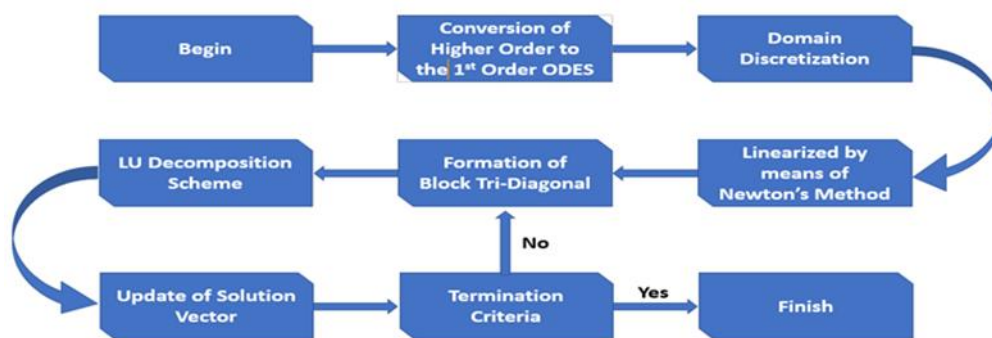 Begin
Conversion of
Higher Order to
the 1st Order ODES
Domain
Discretization
Linearized by
means of
Newton's Method
Formation of
Block Tri-Diagonal
LU Decomposition
Scheme
Update of Solution
Vector
Termination
Criteria
No
Yes
Finish